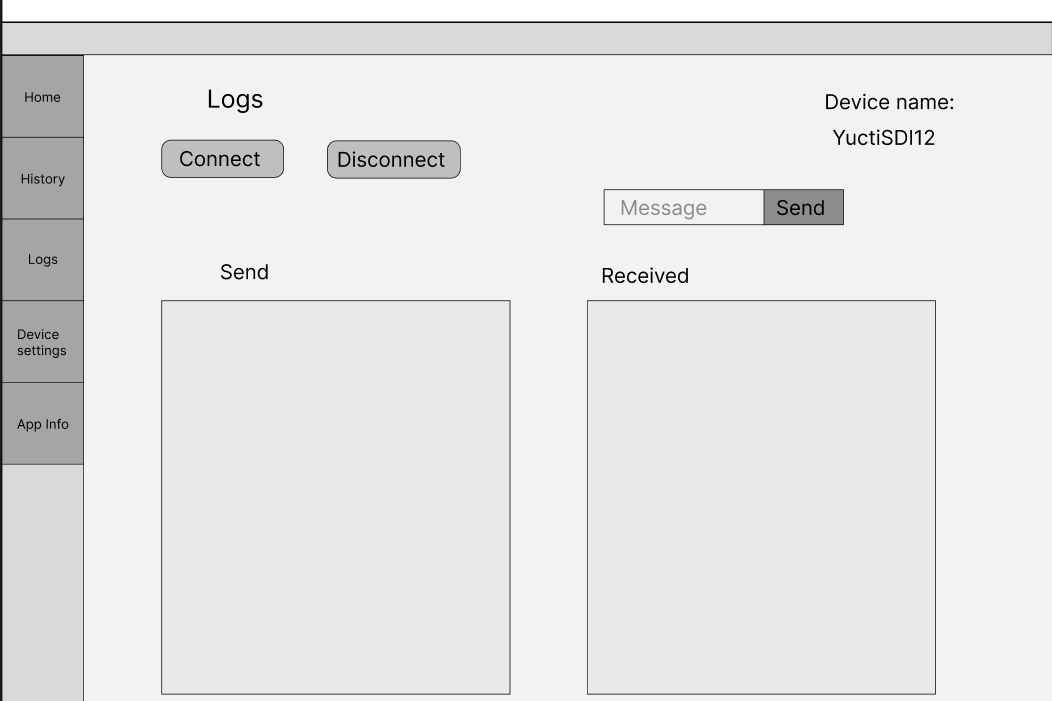 Home
History
Logs
Device
settings
App Info
Logs
Connect
Disconnect
Device name:
YuctiSDI12
Message
Send
Send
Received